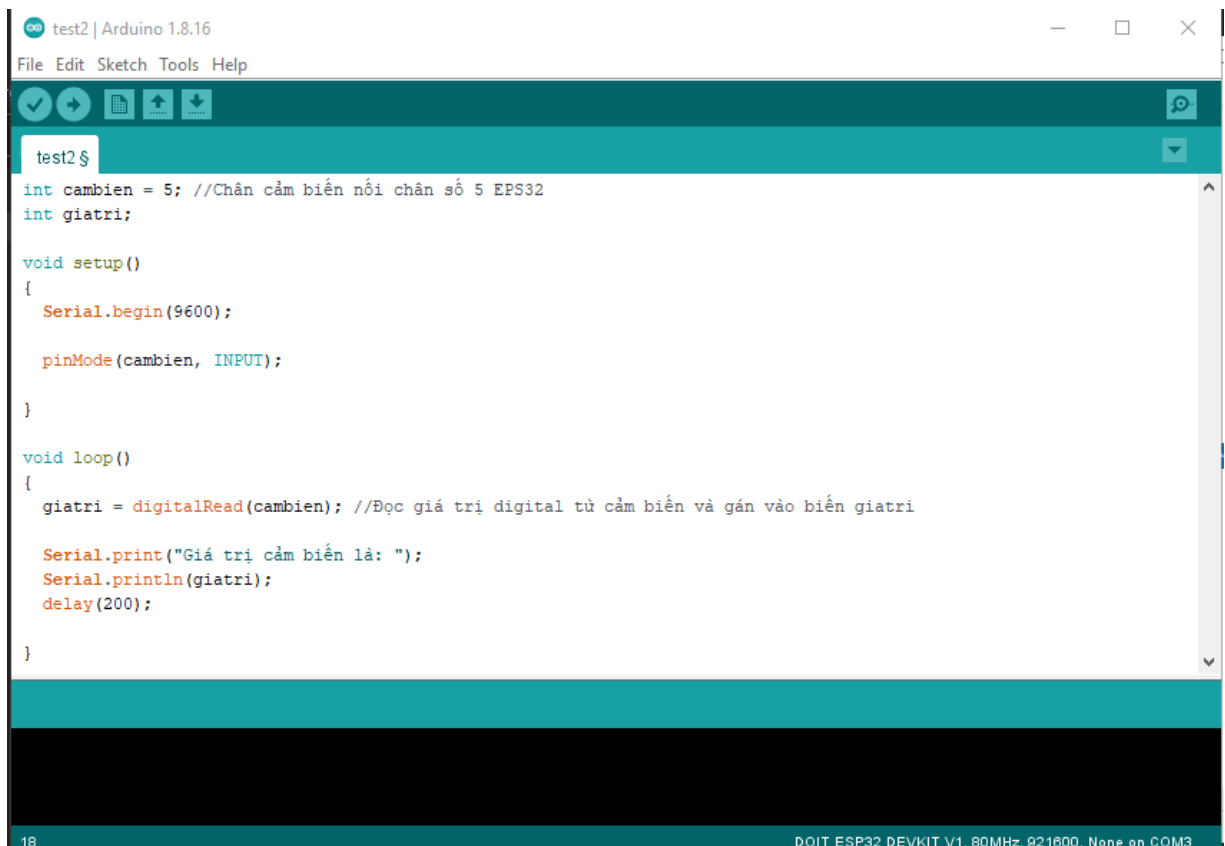 test2 | Arduino 1.8.16
File Edit Sketch Tools Help
test2 §
int cambien = 5; //Chân cảm biến nối chân số 5 EPS32
int giatri;
void setup()
{
Serial.begin(9600);
pinMode(cambien, INPUT);
}
void loop()
{
giatri = digitalRead(cambien); //Đọc giá trị digital từ cảm biến và gán vào biến giatri
Serial.print("Giá trị cảm biến là: ");
Serial.println(giatri);
delay(200);
}
18 DOIT ESP32 DEVKIT V1, 80MHz, 921600, None on COM3